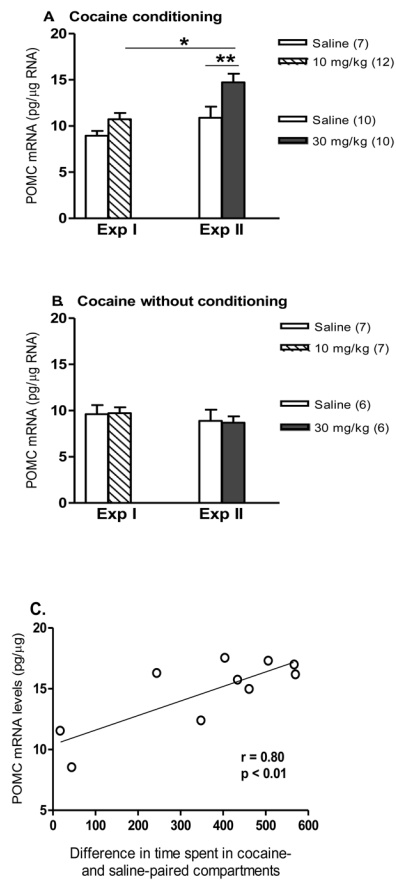 A Cocaine conditioning
POMC mRNA (pg/μg RNA)
20
15
10
5
0
*
**
Exp I
Exp II
Saline (7)
10 mg/kg (12)
Saline (10)
30 mg/kg (10)
B. Cocaine without conditioning
POMC mRNA (pg/μg RNA)
20
15
10
5
0
Exp I
Exp II
Saline (7)
10 mg/kg (7)
Saline (6)
30 mg/kg (6)
C.
POMC mRNA levels (pg/μg)
20
15
10
5
r = 0.80
p < 0.01
0 100 200 300 400 500 600
Difference in time spent in cocaine-
and saline-paired compartments